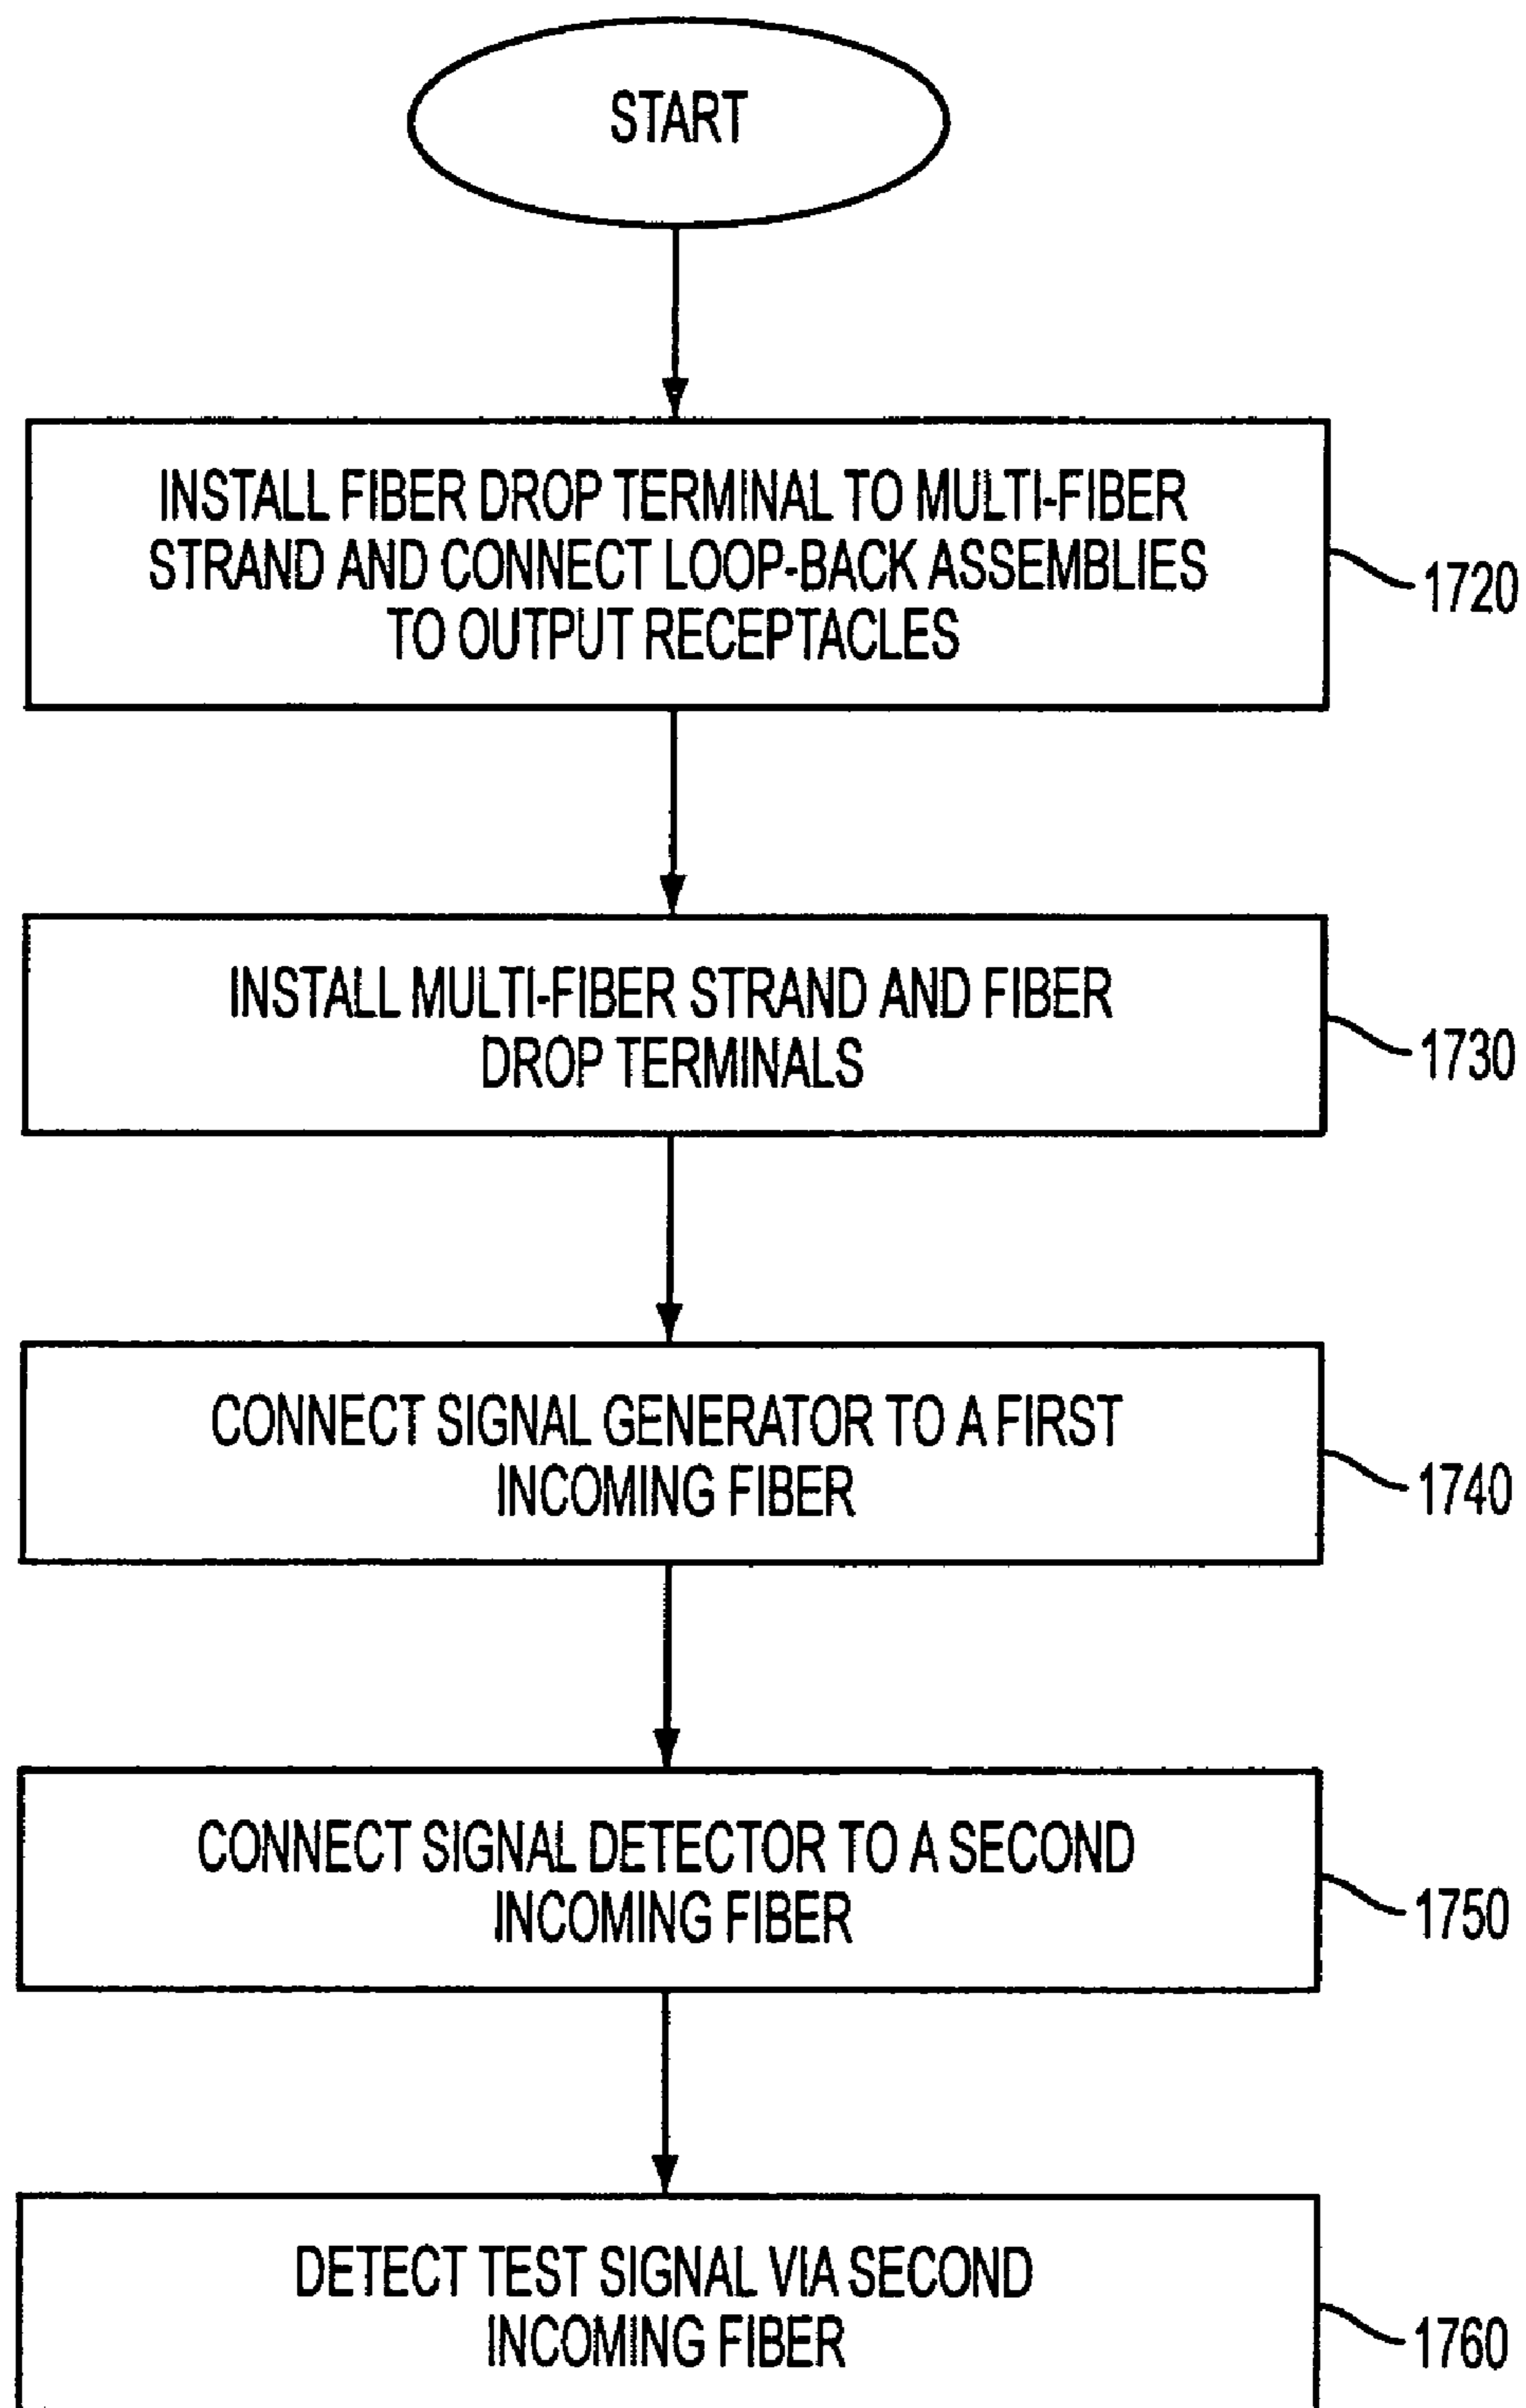 START
INSTALL FIBER DROP TERMINAL TO MULTI-FIBER
STRAND AND CONNECT LOOP-BACK ASSEMBLIES
TO OUTPUT RECEPTACLES
1720
INSTALL MULTI-FIBER STRAND AND FIBER
DROP TERMINALS
1730
CONNECT SIGNAL GENERATOR TO A FIRST
INCOMING FIBER
1740
CONNECT SIGNAL DETECTOR TO A SECOND
INCOMING FIBER
1750
DETECT TEST SIGNAL VIA SECOND
INCOMING FIBER
1760